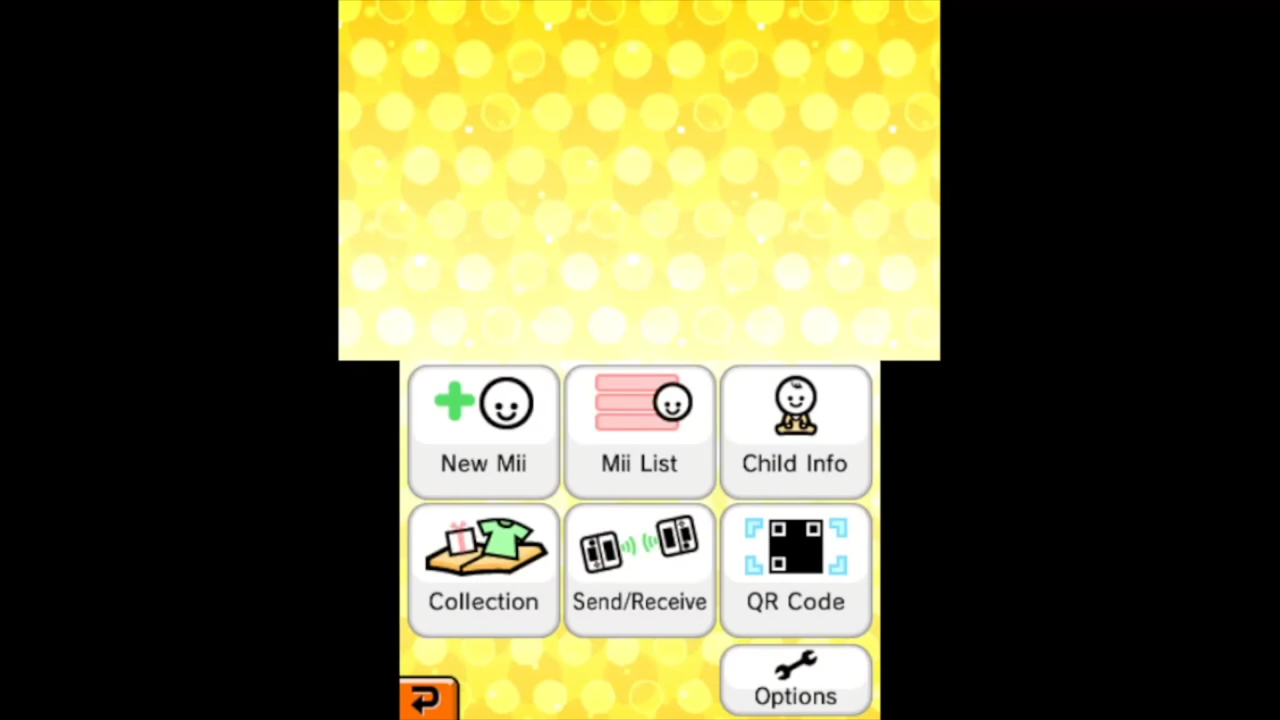 New Mii
Mii List
Child Info
Collection
Send/Receive
QR Code
Options